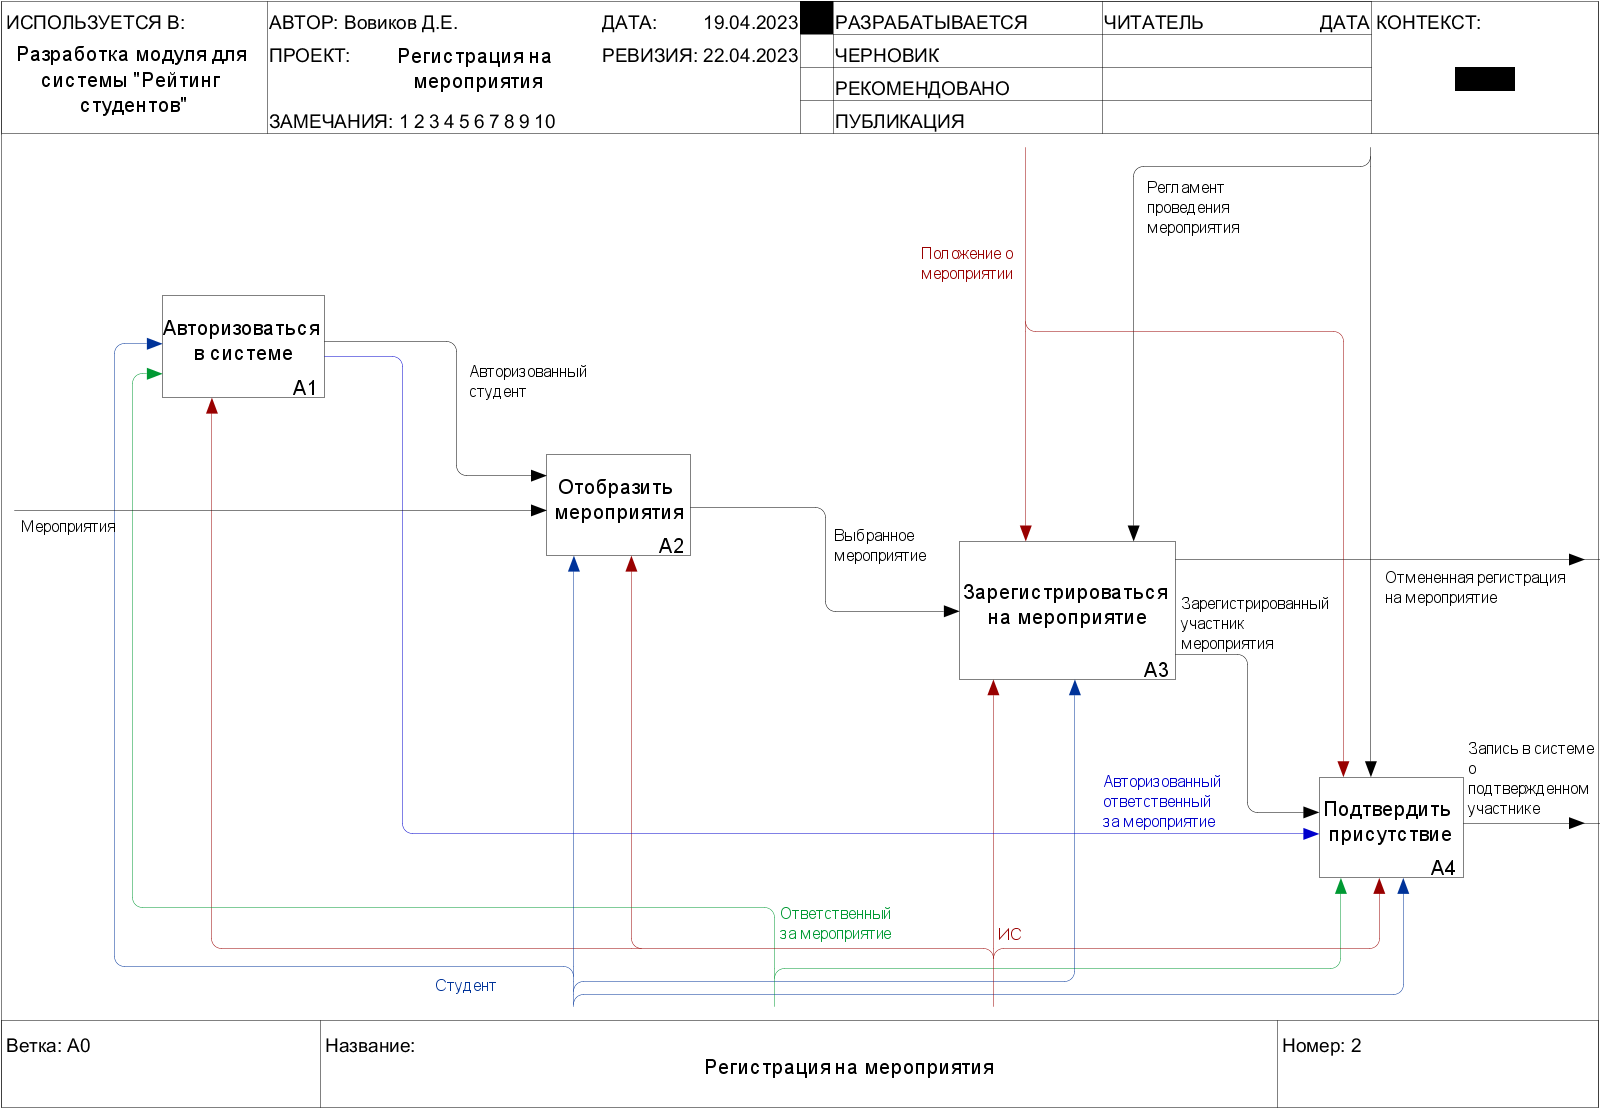 ИСПОЛЬЗУЕТСЯ В:
Разработка модуля для
системы "Рейтинг
студентов"
АВТОР: Вовиков Д.Е.
ДАТА: 19.04.2023
ПРОЕКТ: Регистрация на
мероприятия
РЕВИЗИЯ: 22.04.2023
ЗАМЕЧАНИЯ: 1 2 3 4 5 6 7 8 9 10
РАЗРАБАТЫВАЕТСЯ
ЧЕРНОВИК
РЕКОМЕНДОВАНО
ПУБЛИКАЦИЯ
ЧИТАТЕЛЬ
ДАТА
КОНТЕКСТ:
Регламент
проведения
мероприятия
Положение о
мероприятии
Авторизоваться
в системе
A1
Авторизованный
студент
Отобразить
мероприятия
A2
Мероприятия
Выбранное
мероприятие
Зарегистрироваться
на мероприятие
A3
Отмененная регистрация
на мероприятие
Зарегистрированный
участник
мероприятия
Запись в системе
о
подтвержденном
участнике
Авторизованный
ответственный
за мероприятие
Подтвердить
присутствие
A4
Ответственный
за мероприятие
ИС
Студент
Ветка: A0
Название:
Регистрация на мероприятия
Номер: 2